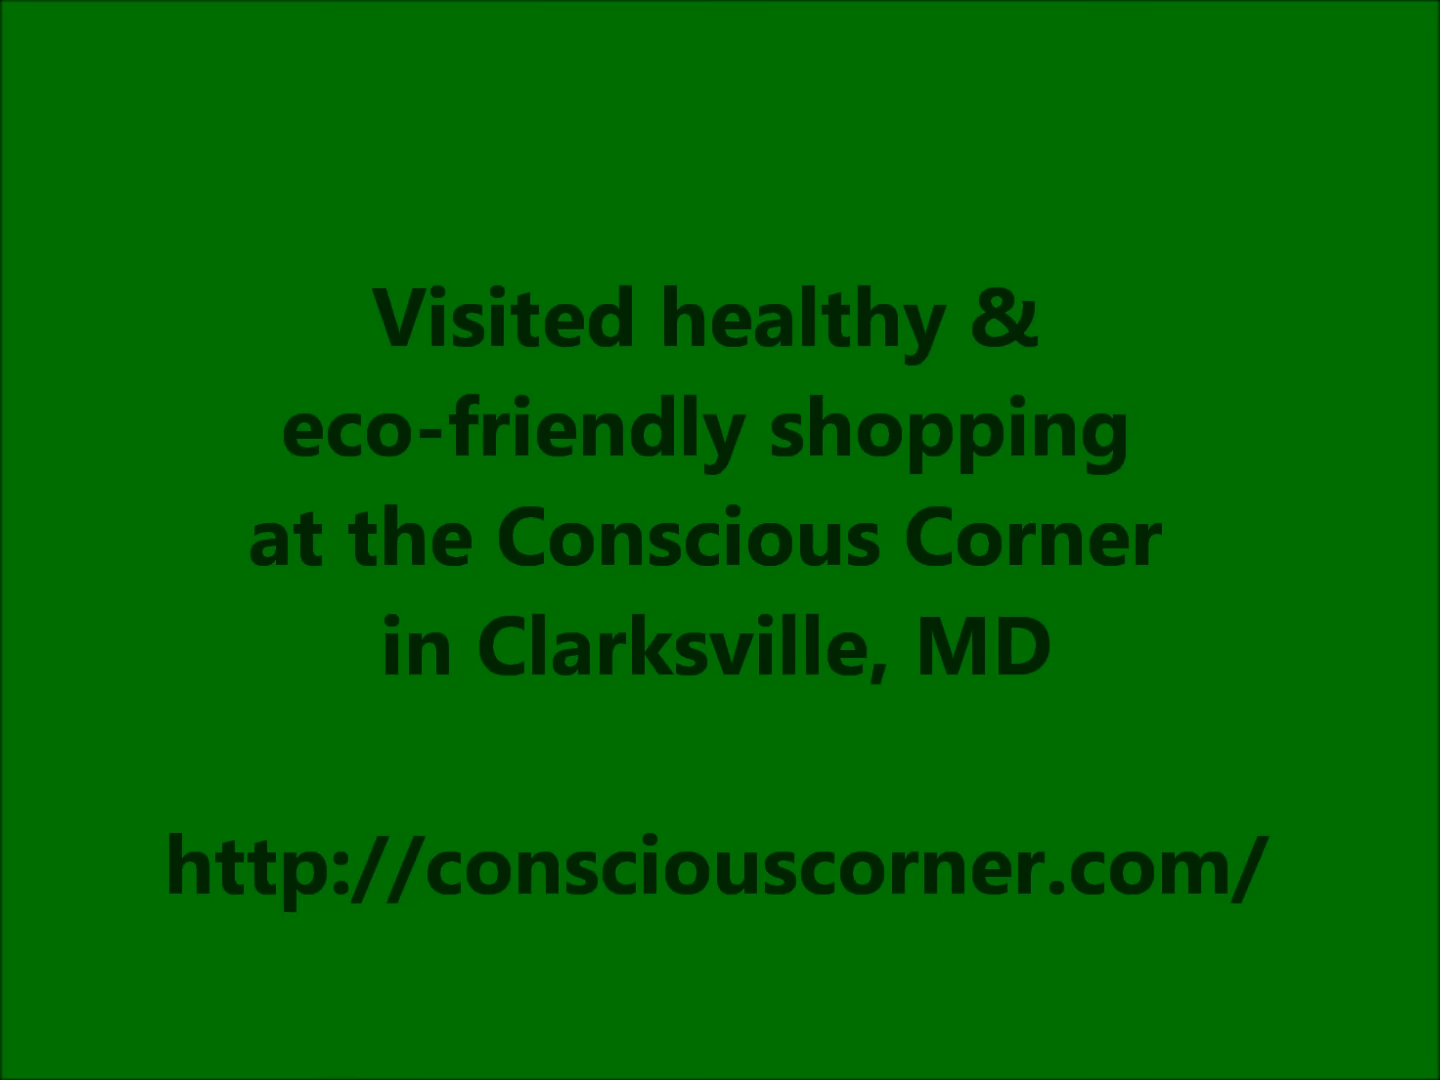 Visited healthy &
eco-friendly shopping
at the Conscious Corner
in Clarksville, MD
http://consciouscorner.com/